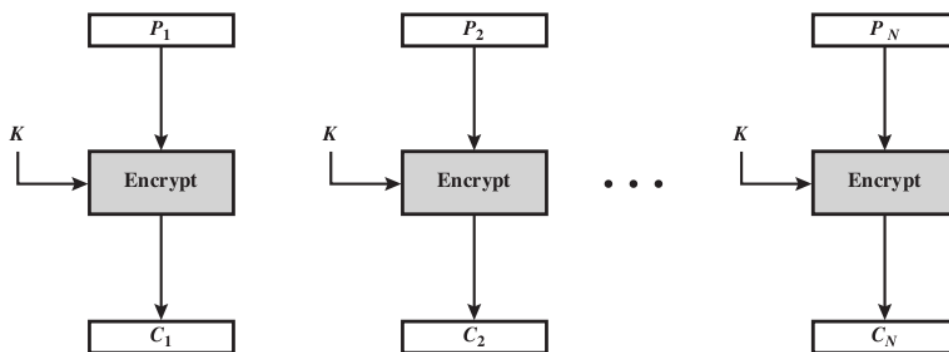 P1 P2 PN
K K K
Encrypt Encrypt • • • Encrypt
C1 C2 CN